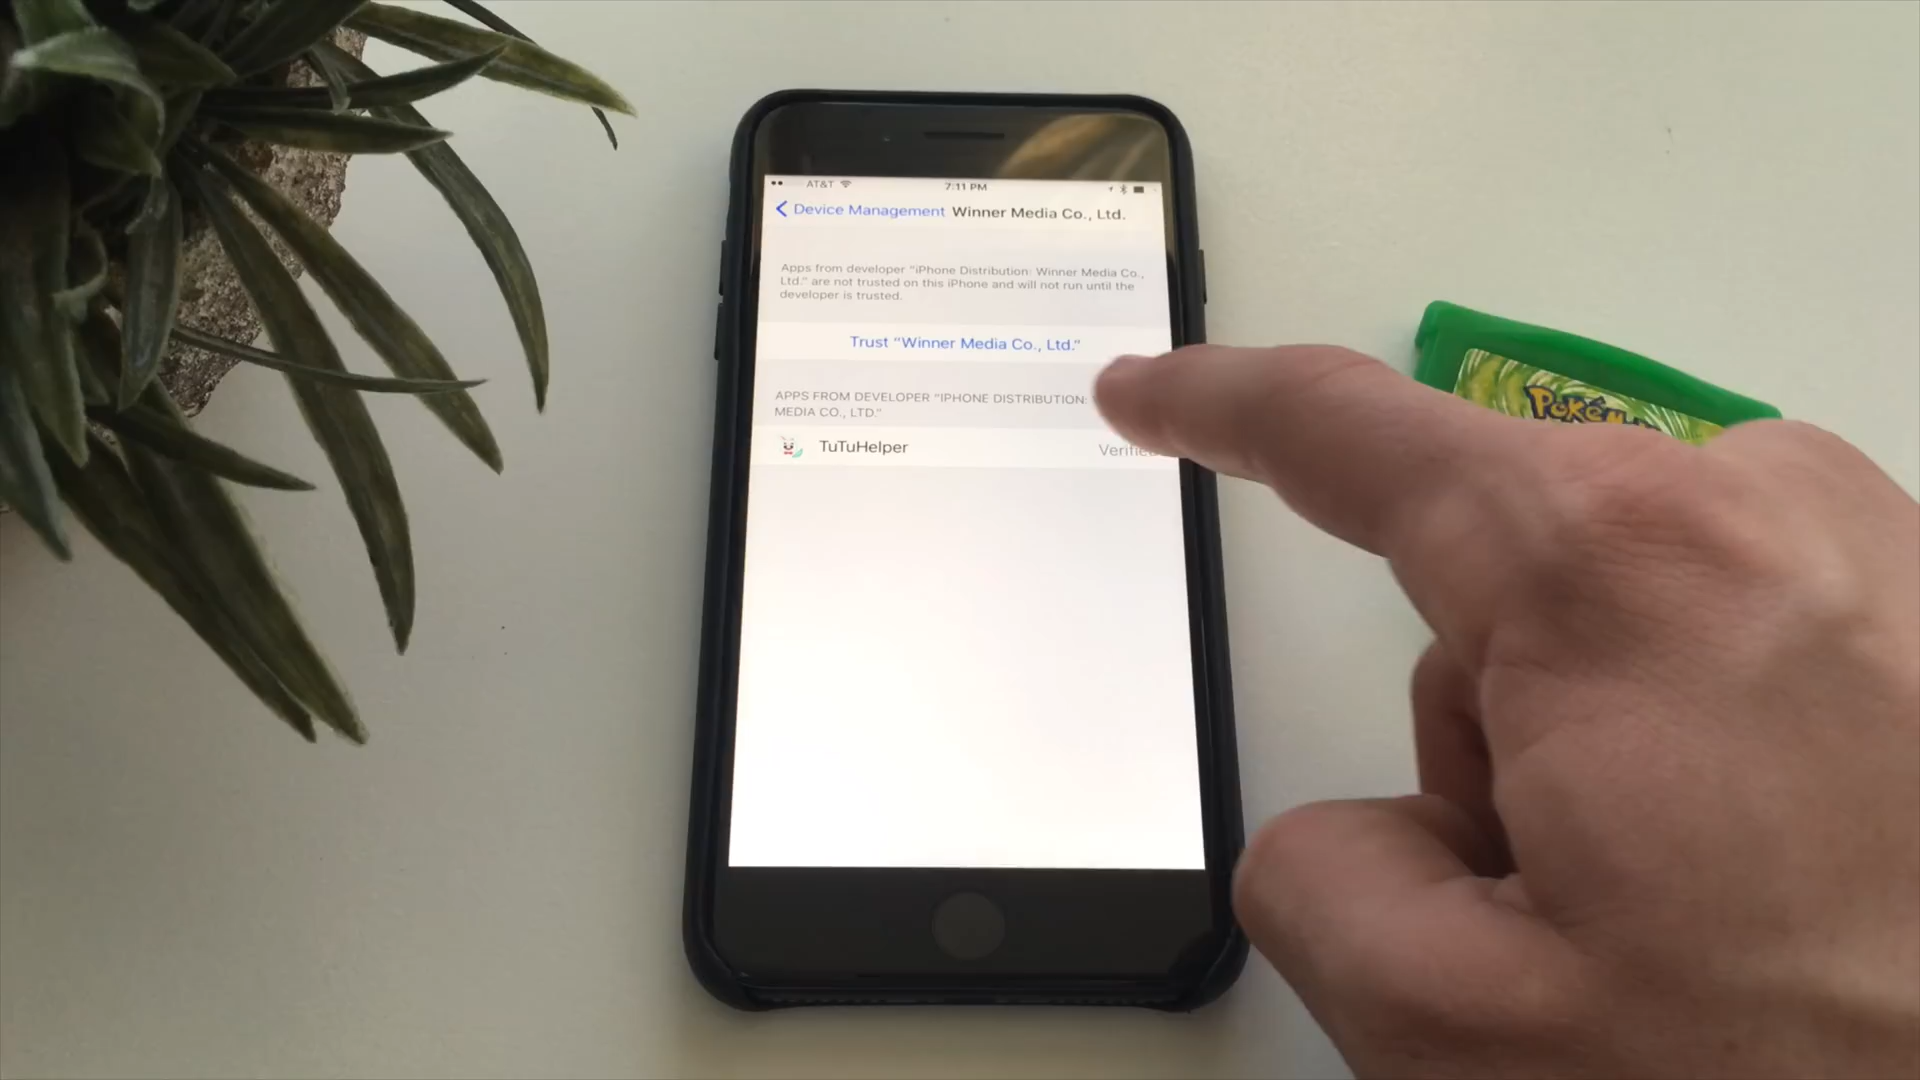 AT&T
7:11 PM
Device Management Winner Media Co., Ltd.
Apps from developer "iPhone Distribution: Winner Media Co.,
Ltd." are not trusted on this iPhone and will not run until the
developer is trusted.
Trust "Winner Media Co., Ltd."
APPS FROM DEVELOPER "IPHONE DISTRIBUTION:
MEDIA CO., LTD."
TuTuHelper
Verified
Pokém